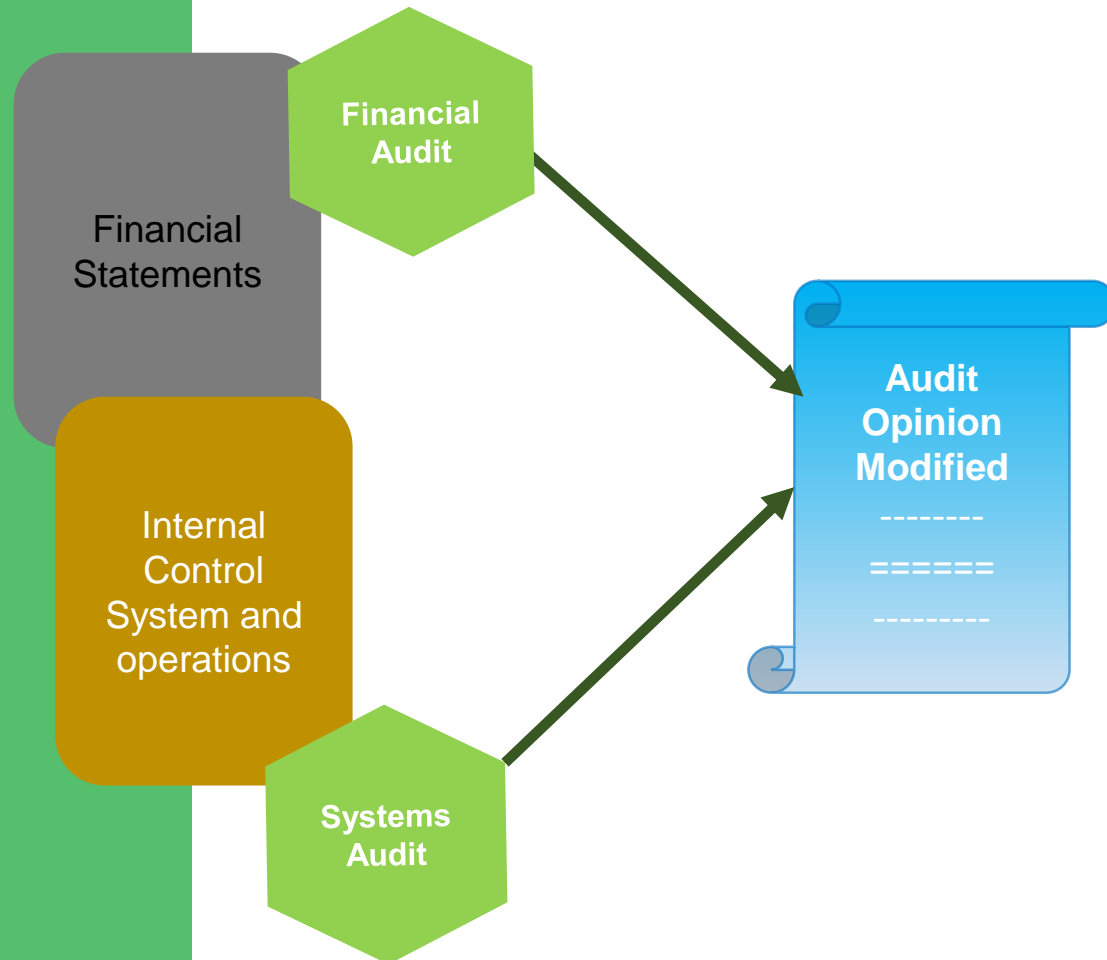 Financial
Audit
Financial
Statements
Audit
Opinion
Modified
--------
======
---------
Internal
Control
System and
operations
Systems
Audit